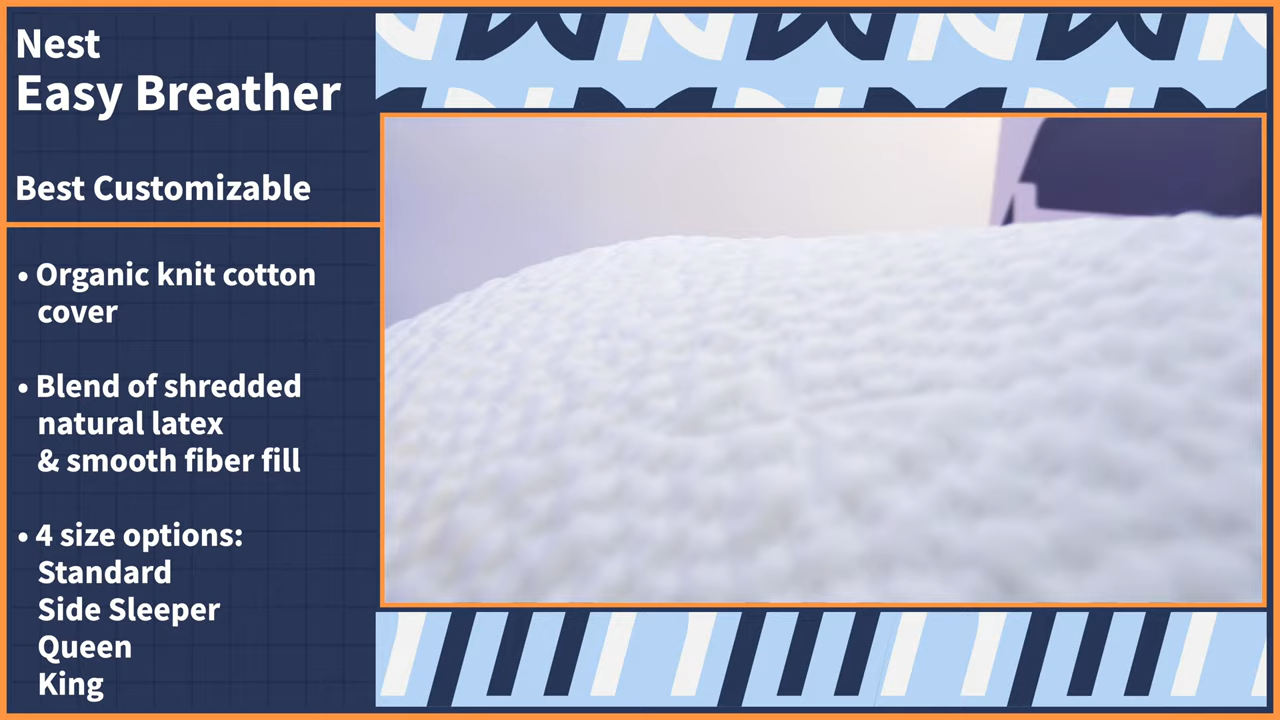 Nest
Easy Breather
Best Customizable
• Organic knit cotton
cover
• Blend of shredded
natural latex
& smooth fiber fill
• 4 size options:
Standard
Side Sleeper
Queen
King